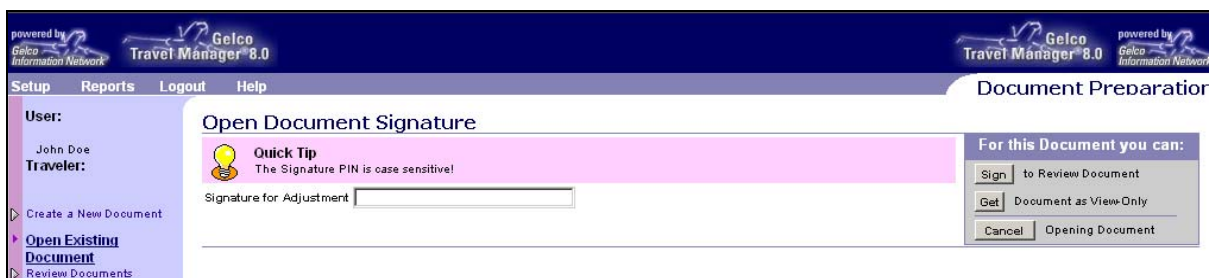 powered by
Gelco
Information Network
Gelco
Travel Manager 8.0
Gelco
Travel Manager 8.0
powered by
Gelco
Information Network
Setup Reports Logout Help
Document Preparation
User:
John Doe
Traveler:
Create a New Document
Open Existing
Document
Review Documents
Open Document Signature
Quick Tip
The Signature PIN is case sensitive!
Signature for Adjustment
For this Document you can:
Sign to Review Document
Get Document as View-Only
Cancel Opening Document